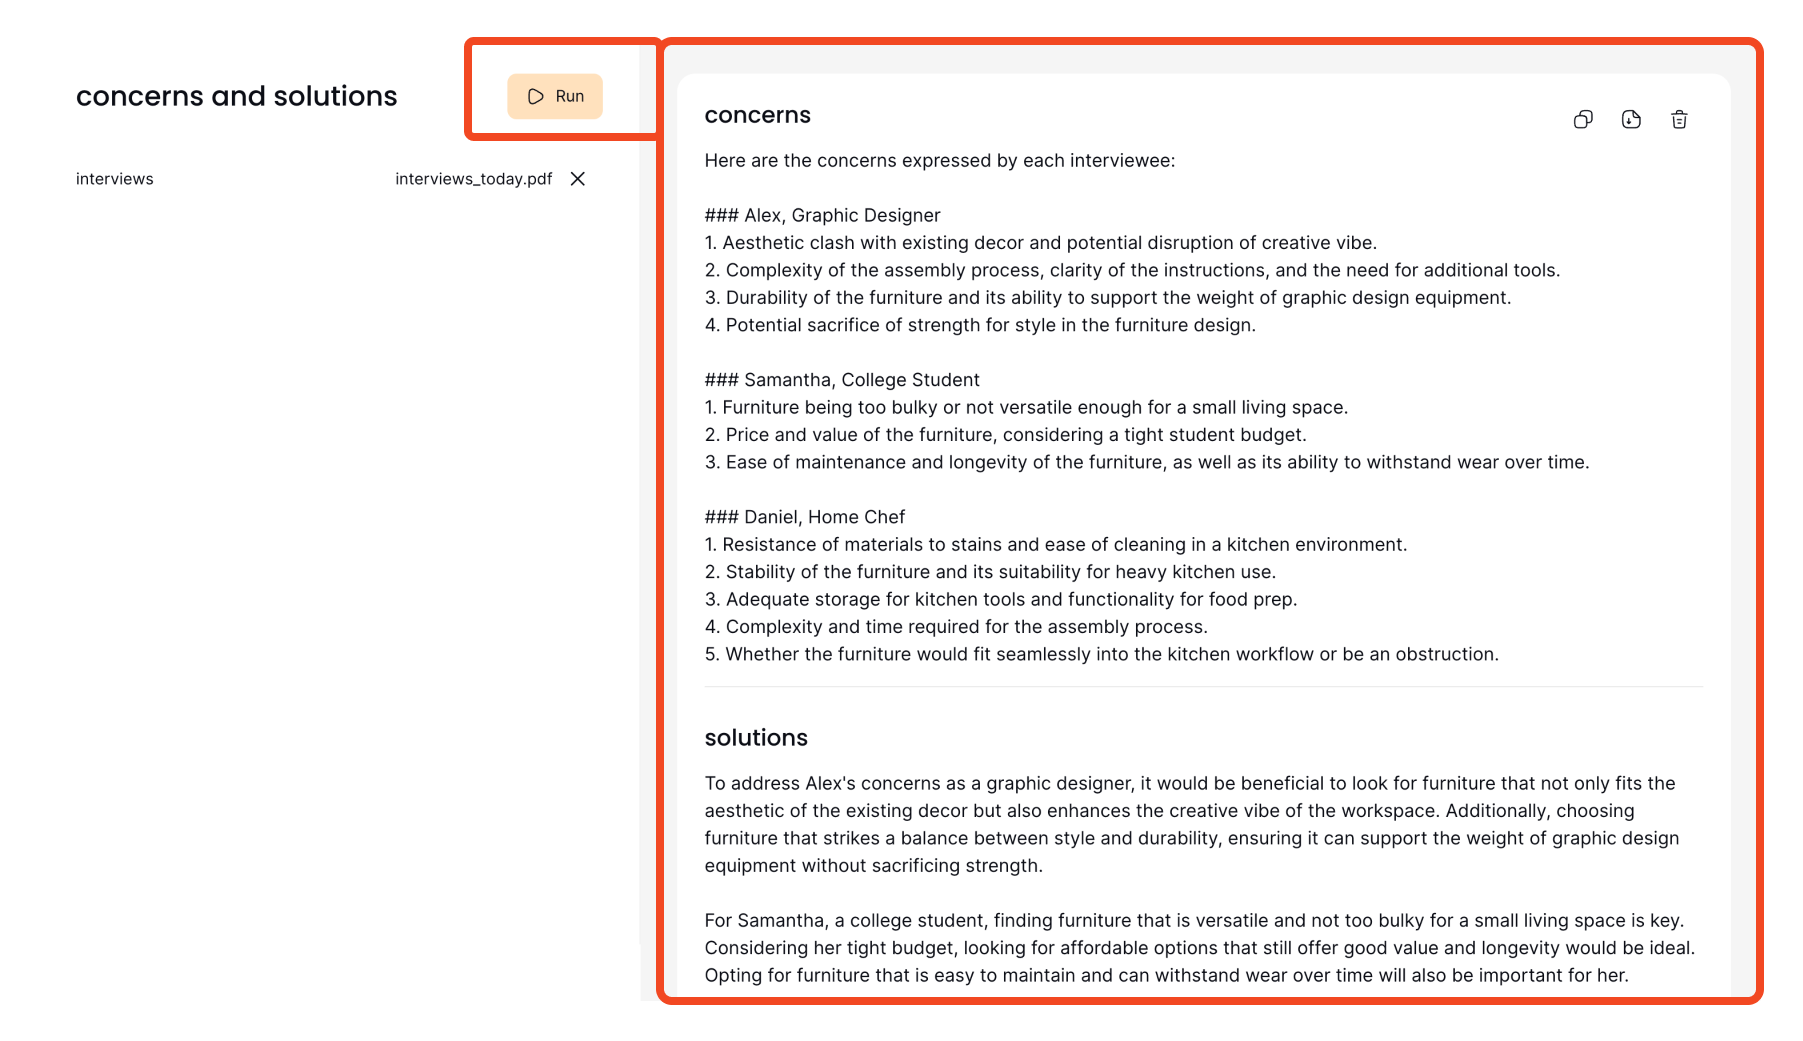 concerns and solutions
Run
interviews
interviews_today.pdf
concerns
Here are the concerns expressed by each interviewee:
### Alex, Graphic Designer
1. Aesthetic clash with existing decor and potential disruption of creative vibe.
2. Complexity of the assembly process, clarity of the instructions, and the need for additional tools.
3. Durability of the furniture and its ability to support the weight of graphic design equipment.
4. Potential sacrifice of strength for style in the furniture design.
### Samantha, College Student
1. Furniture being too bulky or not versatile enough for a small living space.
2. Price and value of the furniture, considering a tight student budget.
3. Ease of maintenance and longevity of the furniture, as well as its ability to withstand wear over time.
### Daniel, Home Chef
1. Resistance of materials to stains and ease of cleaning in a kitchen environment.
2. Stability of the furniture and its suitability for heavy kitchen use.
3. Adequate storage for kitchen tools and functionality for food prep.
4. Complexity and time required for the assembly process.
5. Whether the furniture would fit seamlessly into the kitchen workflow or be an obstruction.
solutions
To address Alex's concerns as a graphic designer, it would be beneficial to look for furniture that not only fits the
aesthetic of the existing decor but also enhances the creative vibe of the workspace. Additionally, choosing
furniture that strikes a balance between style and durability, ensuring it can support the weight of graphic design
equipment without sacrificing strength.
For Samantha, a college student, finding furniture that is versatile and not too bulky for a small living space is key.
Considering her tight budget, looking for affordable options that still offer good value and longevity would be ideal.
Opting for furniture that is easy to maintain and can withstand wear over time will also be important for her.